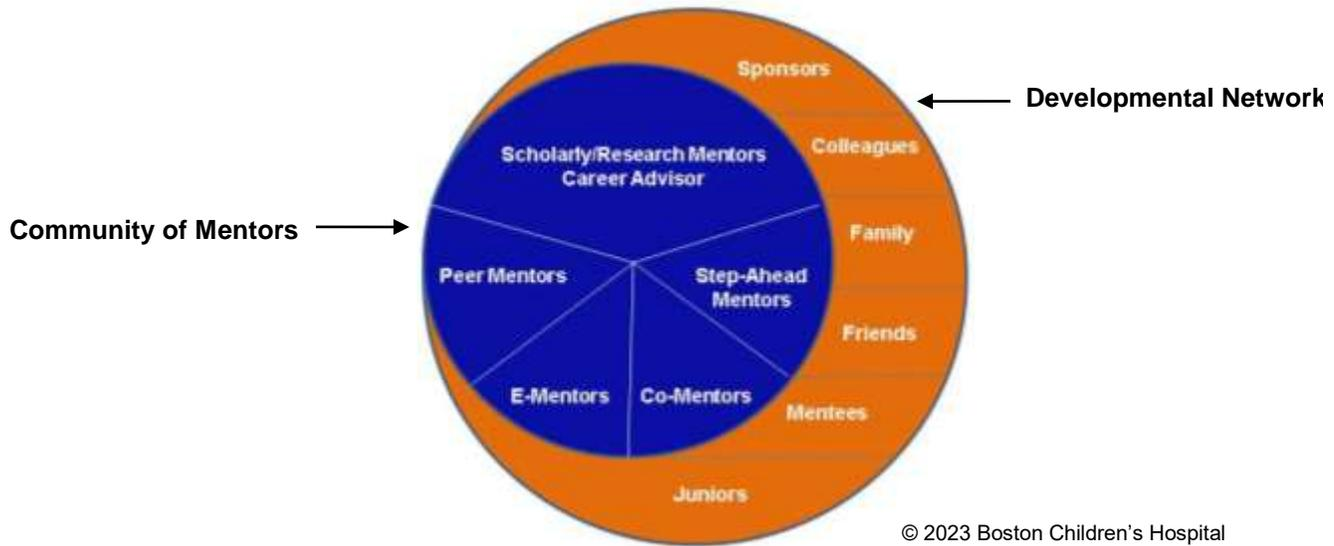 Sponsors
Developmental Network
Colleagues
Scholarly/Research Mentors
Career Advisor
Community of Mentors
Family
Peer Mentors
Step-Ahead
Mentors
Friends
E-Mentors
Co-Mentors
Mentees
Juniors
© 2023 Boston Children’s Hospital